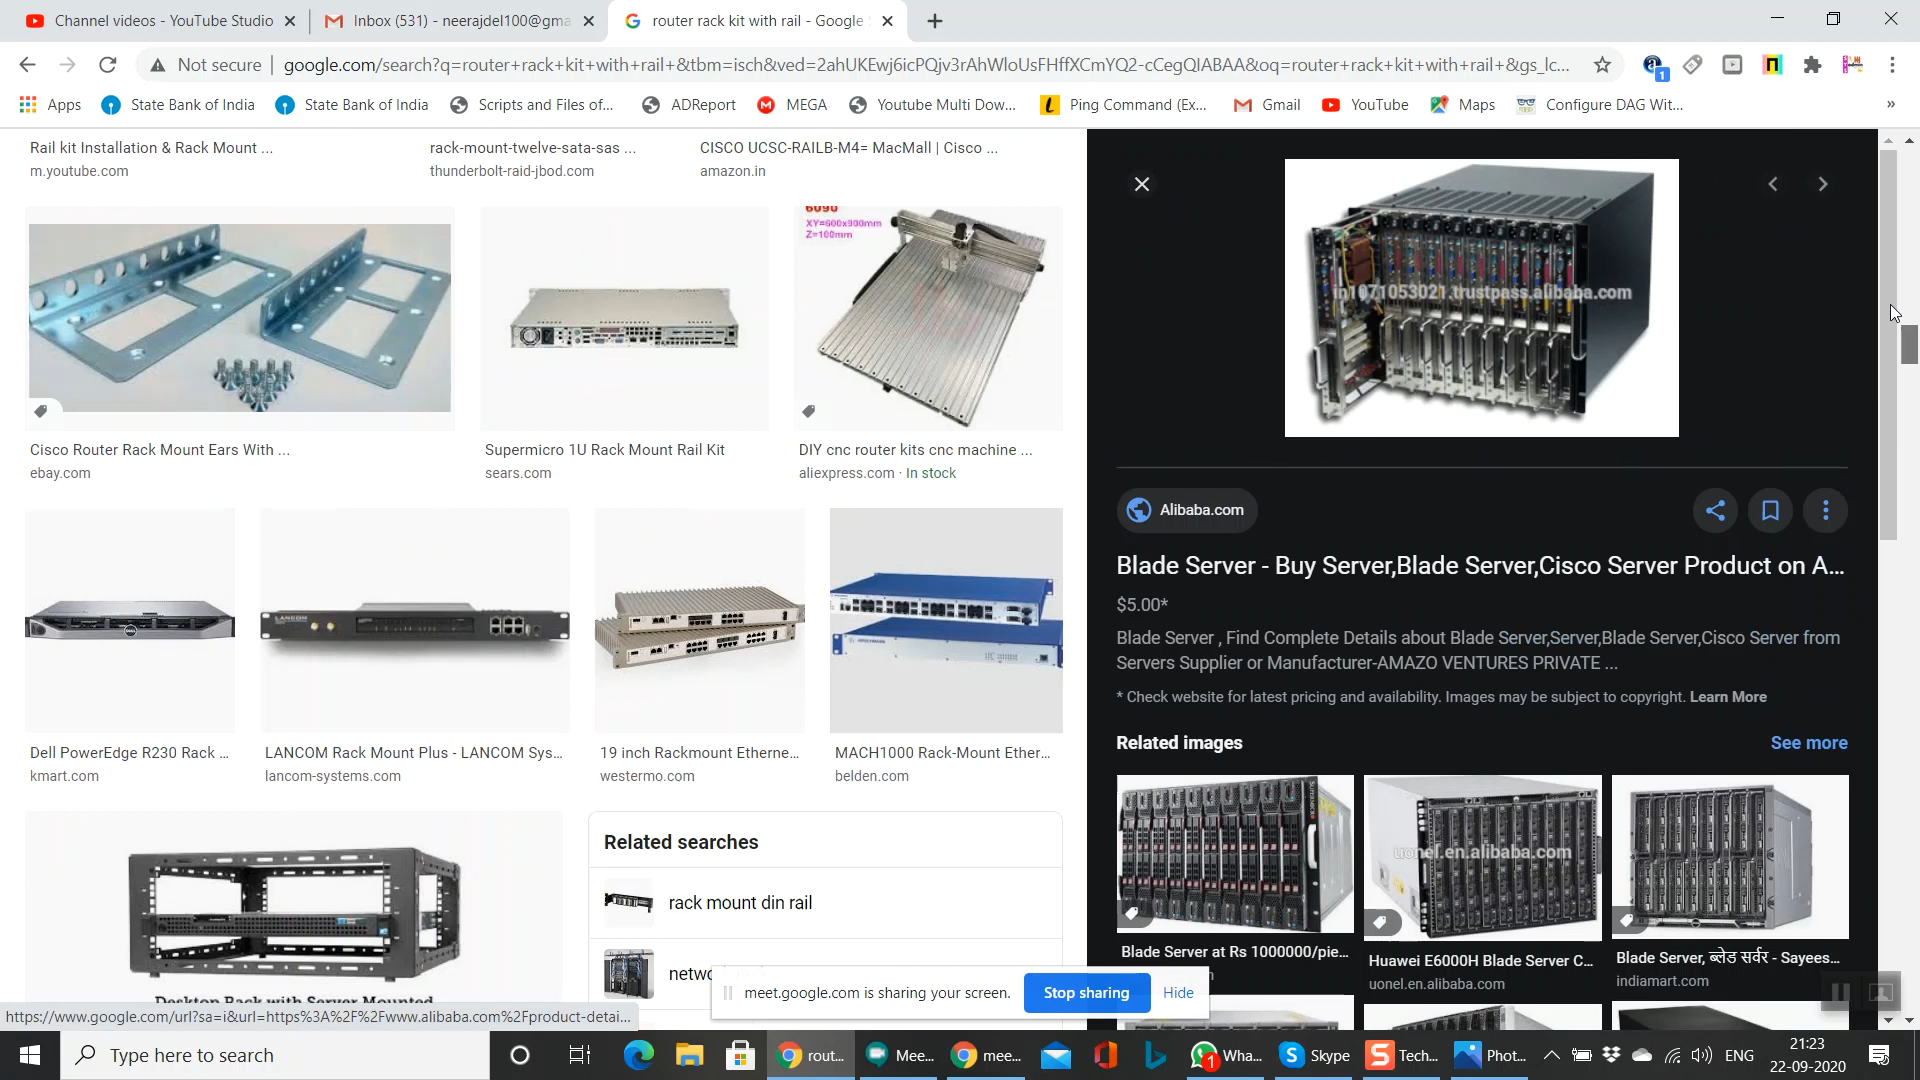 Channel videos - YouTube Studio
Inbox (531) - neerajdel100@gma
router rack kit with rail - Google
Not secure
google.com/search?q=router+rack+kit+with+rail+&tbm=isch&ved=2ahUKEwj6icPQjv3rAhWloUsFHffXCmYQ2-cCegQIABAA&oq=router+rack+kit+with+rail+&gs_lc...
Apps
State Bank of India
State Bank of India
Scripts and Files of...
ADReport
MEGA
Youtube Multi Dow...
Ping Command (Ex...
Gmail
YouTube
Maps
Configure DAG Wit...
Rail kit Installation & Rack Mount ...
m.youtube.com
rack-mount-twelve-sata-sas ...
thunderbolt-raid-jbod.com
CISCO UCSC-RAILB-M4= MacMall | Cisco ...
amazon.in
6090
XY=600x900mm
Z=100mm
Cisco Router Rack Mount Ears With ...
ebay.com
Supermicro 1U Rack Mount Rail Kit
sears.com
DIY cnc router kits cnc machine ...
aliexpress.com · In stock
LANCOM
Dell PowerEdge R230 Rack ...
kmart.com
LANCOM Rack Mount Plus - LANCOM Sys...
lancom-systems.com
19 inch Rackmount Etherne...
westermo.com
MACH1000 Rack-Mount Ether...
belden.com
Desktop Rack with Server Mounted
Related searches
rack mount din rail
in1071053021.trustpass.alibaba.com
Alibaba.com
Blade Server - Buy Server,Blade Server,Cisco Server Product on A...
$5.00*
Blade Server , Find Complete Details about Blade Server,Server,Blade Server,Cisco Server from
Servers Supplier or Manufacturer-AMAZO VENTURES PRIVATE ...
* Check website for latest pricing and availability. Images may be subject to copyright. Learn More
Related images
See more
uonel.en.alibaba.com
Blade Server at Rs 1000000/pie...
Huawei E6000H Blade Server C...
uonel.en.alibaba.com
Blade Server, ब्लेड सर्वर - Sayees...
indiamart.com
meet.google.com is sharing your screen.
Stop sharing
Hide
https://www.google.com/url?sa=i&url=https%3A%2F%2Fwww.alibaba.com%2Fproduct-detai...
Type here to search
rout...
Mee...
mee...
1
Wha...
Skype
Tech...
Phot...
ENG
21:23
22-09-2020